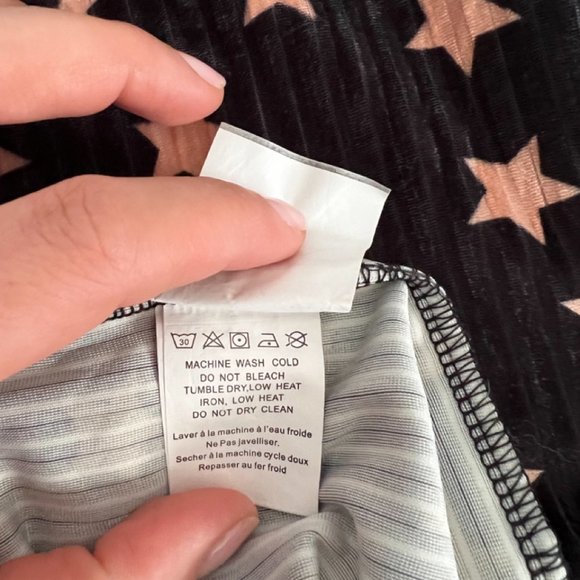 30
MACHINE WASH COLD
DO NOT BLEACH
TUMBLE DRY,LOW HEAT
IRON, LOW HEAT
DO NOT DRY CLEAN
Laver à la machine à l'eau froide
Ne Pas javelliser.
Secher à la machine cycle doux
Repasser au fer froid